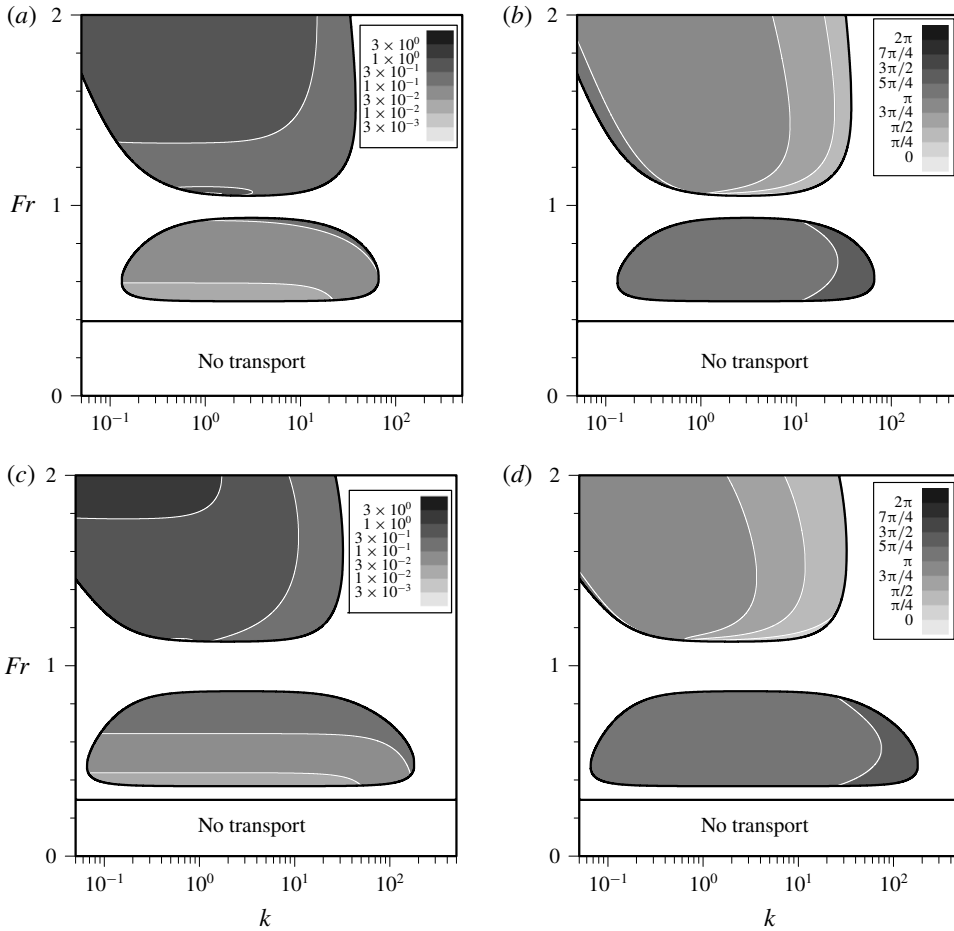 (a)
2
1
0
Fr
3 × 10⁰
1 × 10⁰
3 × 10⁻¹
1 × 10⁻¹
3 × 10⁻²
1 × 10⁻²
3 × 10⁻³
No transport
10⁻¹ 10⁰ 10¹ 10²
(b)
2π
7π/4
3π/2
5π/4
π
3π/4
π/2
π/4
0
No transport
10⁻¹ 10⁰ 10¹ 10²
(c)
2
1
0
Fr
3 × 10⁰
1 × 10⁰
3 × 10⁻¹
1 × 10⁻¹
3 × 10⁻²
1 × 10⁻²
3 × 10⁻³
No transport
10⁻¹ 10⁰ 10¹ 10²
k
(d)
2
1
0
2π
7π/4
3π/2
5π/4
π
3π/4
π/2
π/4
0
No transport
10⁻¹ 10⁰ 10¹ 10²
k